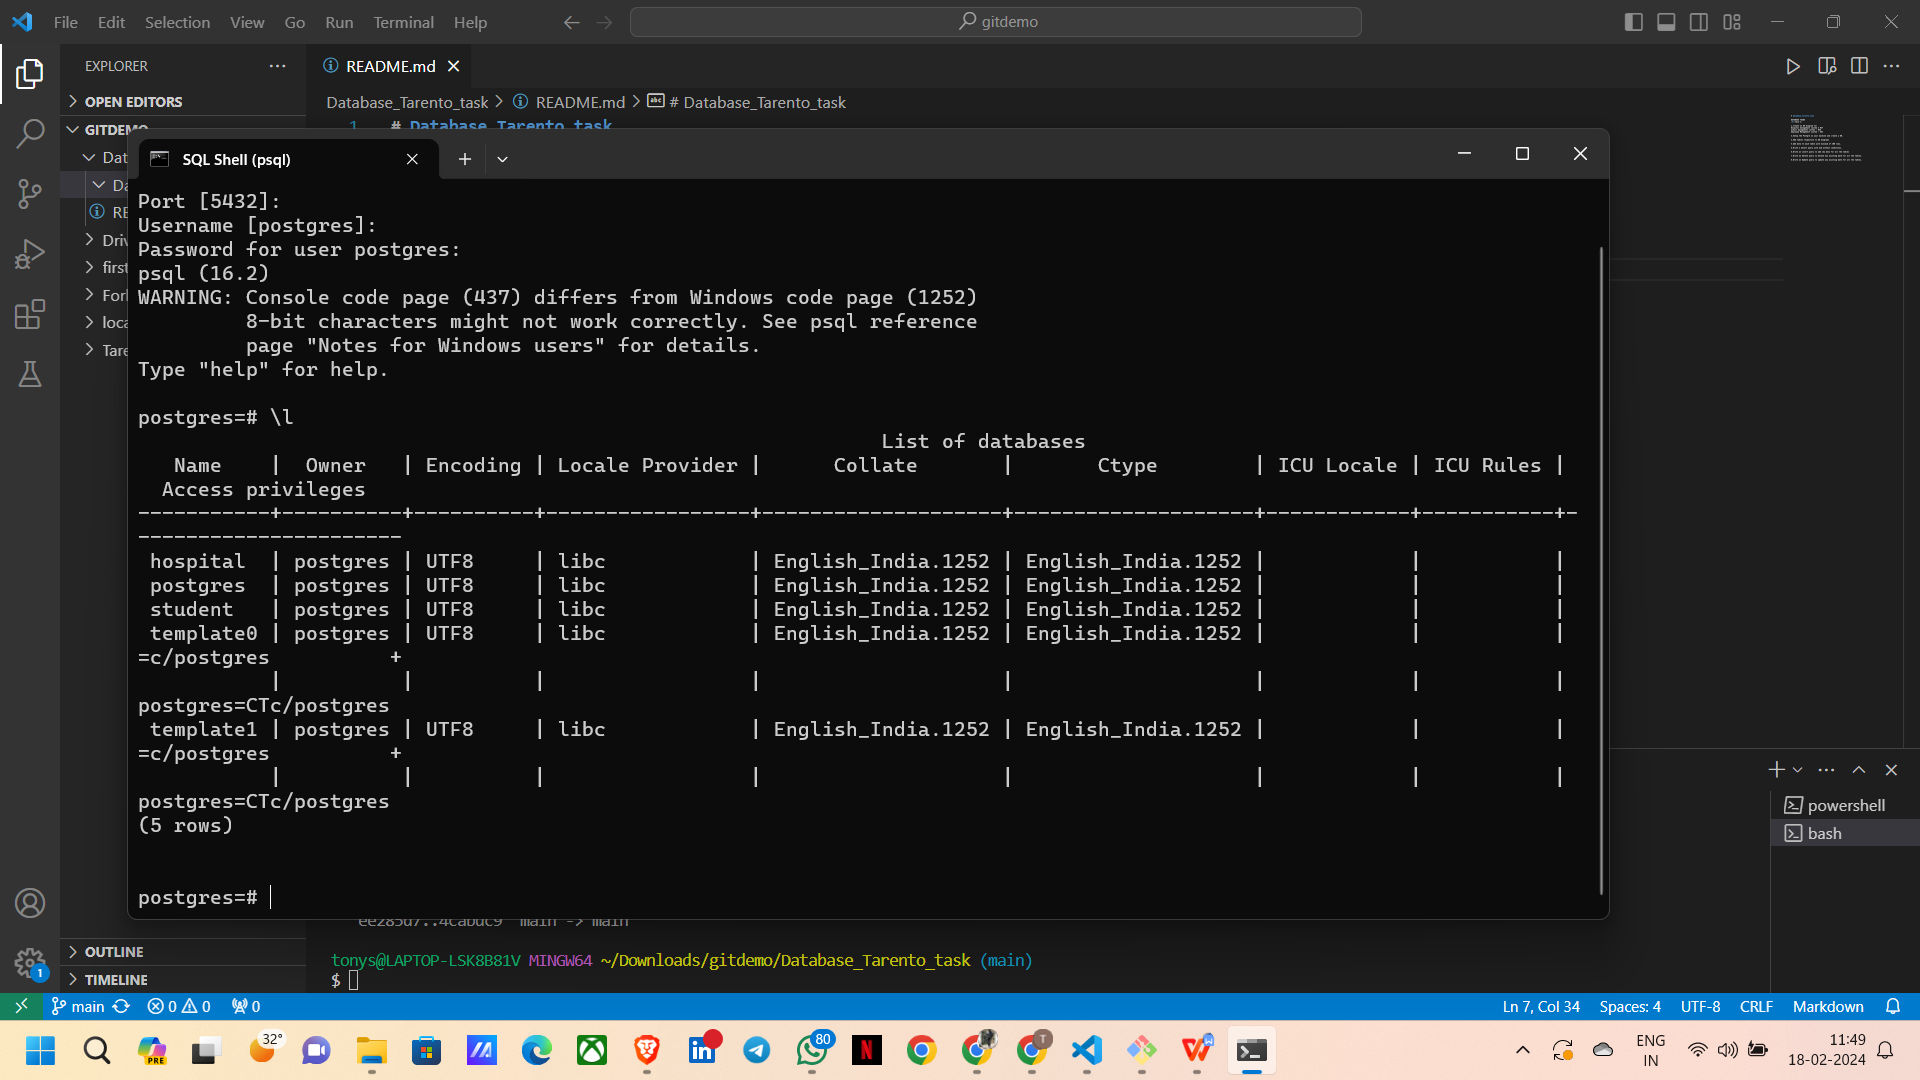 File Edit Selection View Go Run Terminal Help
gitdemo
EXPLORER
README.md
OPEN EDITORS
Database_Tarento_task > README.md > # Database_Tarento_task
GITDEMO
1 # Database_Tarento_task
SQL Shell (psql)
Port [5432]:
Username [postgres]:
Password for user postgres:
psql (16.2)
WARNING: Console code page (437) differs from Windows code page (1252)
8-bit characters might not work correctly. See psql reference
page "Notes for Windows users" for details.
Type "help" for help.
postgres=# \l
List of databases
Name | Owner | Encoding | Locale Provider | Collate | Ctype | ICU Locale | ICU Rules |
Access privileges
-----------+----------+----------+-----------------+--------------------+--------------------+------------+-----------+-
----------------------
hospital | postgres | UTF8 | libc | English_India.1252 | English_India.1252 | | |
postgres | postgres | UTF8 | libc | English_India.1252 | English_India.1252 | | |
student | postgres | UTF8 | libc | English_India.1252 | English_India.1252 | | |
template0 | postgres | UTF8 | libc | English_India.1252 | English_India.1252 | | |
=c/postgres +
| | | | | | | |
postgres=CTc/postgres
template1 | postgres | UTF8 | libc | English_India.1252 | English_India.1252 | | |
=c/postgres +
| | | | | | | |
postgres=CTc/postgres
(5 rows)
postgres=#
Dat
Da
RE
Driv
first
For
loca
Tare
powershell
bash
main -> main
tonys@LAPTOP-LSK8B81V MINGW64 ~/Downloads/gitdemo/Database_Tarento_task (main)
$
OUTLINE
TIMELINE
1
main 0 0 0
Ln 7, Col 34 Spaces: 4 UTF-8 CRLF Markdown
PRE
32°
80
T
ENG
IN
11:49
18-02-2024